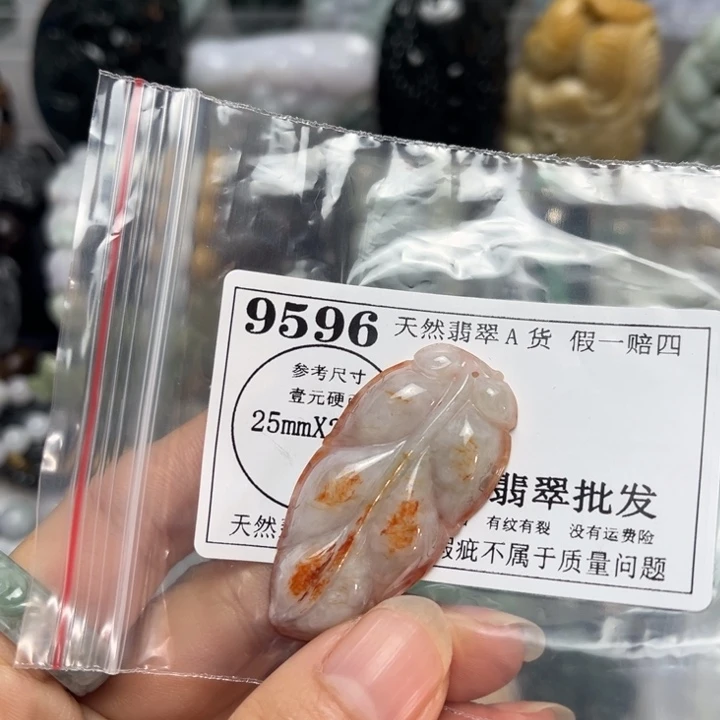 9596 天然翡翠A货 假一赔四
参考尺寸
壹元硬
25mmX
翡翠批发
有纹有裂 没有运费险
天然
瑕疵不属于质量问题